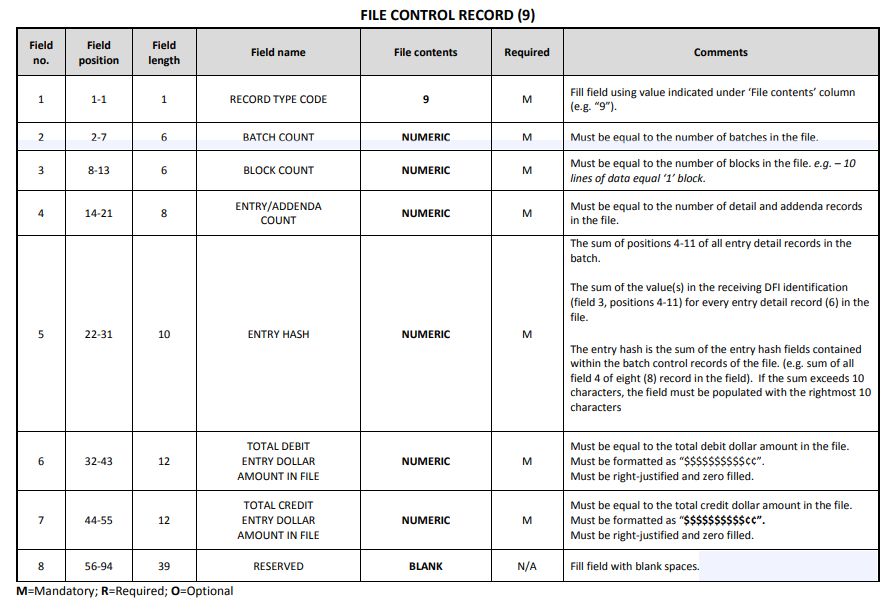 FILE CONTROL RECORD (9)
Field no. Field position Field length Field name File contents Required Comments
1 1-1 1 RECORD TYPE CODE 9 M Fill field using value indicated under ‘File contents’ column
(e.g. “9”).
2 2-7 6 BATCH COUNT NUMERIC M Must be equal to the number of batches in the file.
3 8-13 6 BLOCK COUNT NUMERIC M Must be equal to the number of blocks in the file. e.g. – 10
lines of data equal ‘1’ block.
4 14-21 8 ENTRY/ADDENDA COUNT NUMERIC M Must be equal to the number of detail and addenda records
in the file.
5 22-31 10 ENTRY HASH NUMERIC M The sum of positions 4-11 of all entry detail records in the
batch.
The sum of the value(s) in the receiving DFI identification
(field 3, positions 4-11) for every entry detail record (6) in the
file.
The entry hash is the sum of the entry hash fields contained
within the batch control records of the file. (e.g. sum of all
field 4 of eight (8) record in the field). If the sum exceeds 10
characters, the field must be populated with the rightmost 10
characters
6 32-43 12 TOTAL DEBIT ENTRY DOLLAR AMOUNT IN FILE NUMERIC M Must be equal to the total debit dollar amount in the file.
Must be formatted as “$$$$$$$$$$¢¢”.
Must be right-justified and zero filled.
7 44-55 12 TOTAL CREDIT ENTRY DOLLAR AMOUNT IN FILE NUMERIC M Must be equal to the total credit dollar amount in the file.
Must be formatted as “$$$$$$$$$$¢¢”.
Must be right-justified and zero filled.
8 56-94 39 RESERVED BLANK N/A Fill field with blank spaces.
M=Mandatory; R=Required; O=Optional